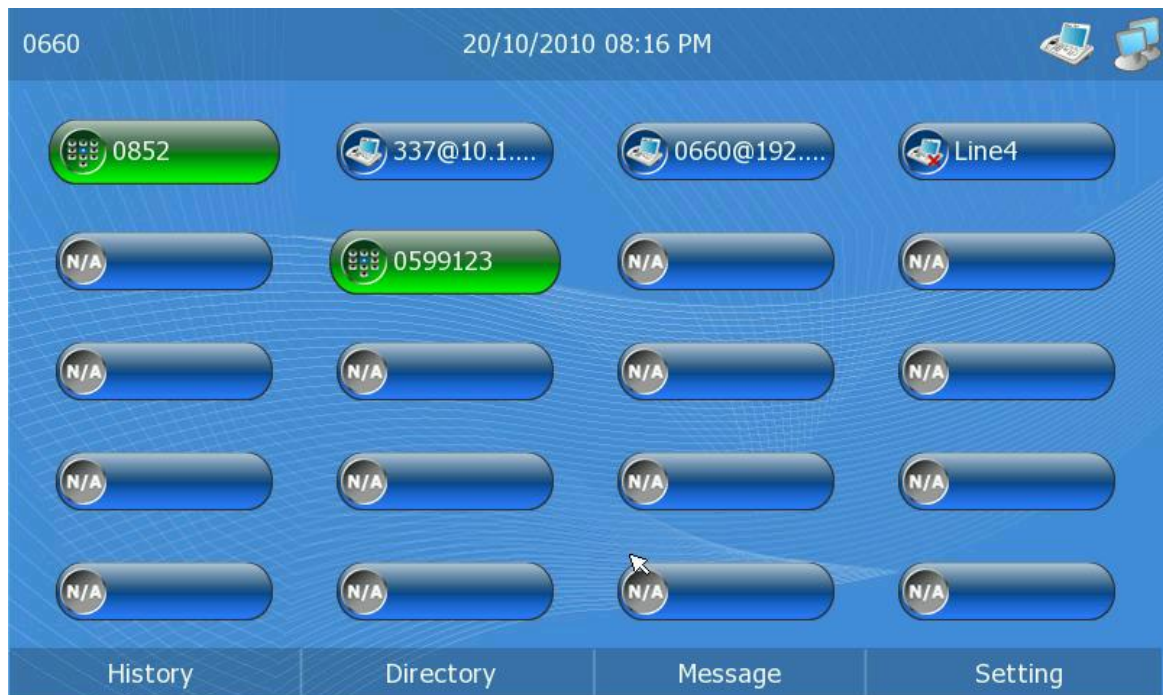 0660 20/10/2010 08:16 PM
0852 337@10.1.... 0660@192.... Line4
N/A 0599123 N/A N/A
N/A N/A N/A N/A
N/A N/A N/A N/A
N/A N/A N/A N/A
History Directory Message Setting